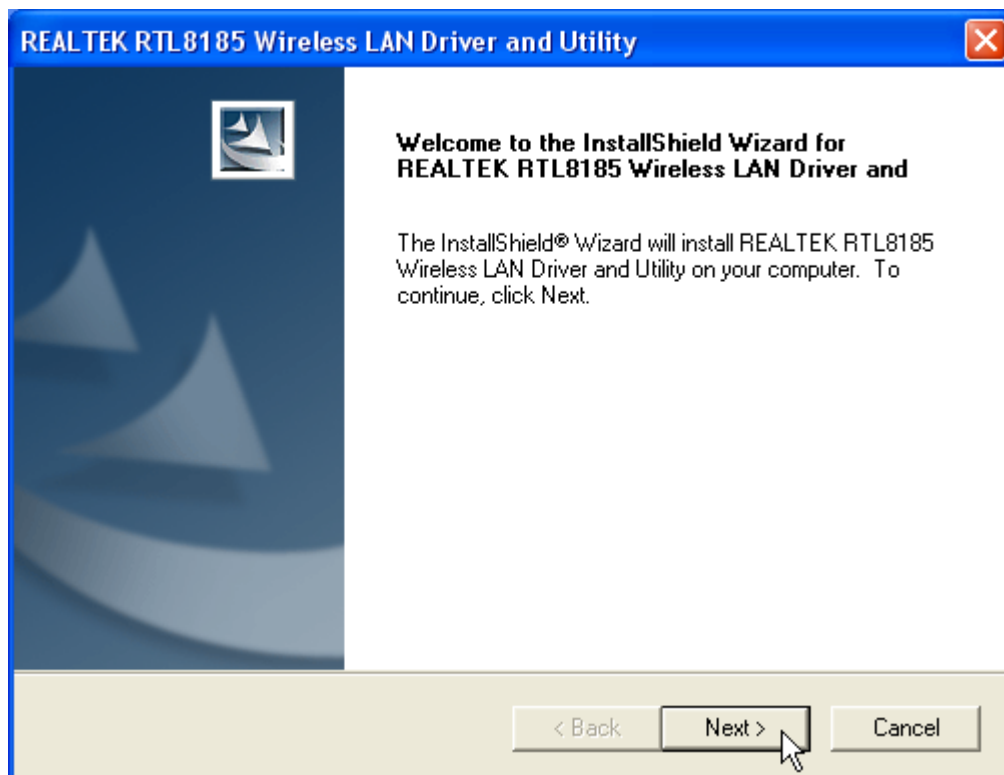 REALTEK RTL8185 Wireless LAN Driver and Utility
Welcome to the InstallShield Wizard for
REALTEK RTL8185 Wireless LAN Driver and
The InstallShield® Wizard will install REALTEK RTL8185
Wireless LAN Driver and Utility on your computer.  To
continue, click Next.
< Back
Next >
Cancel